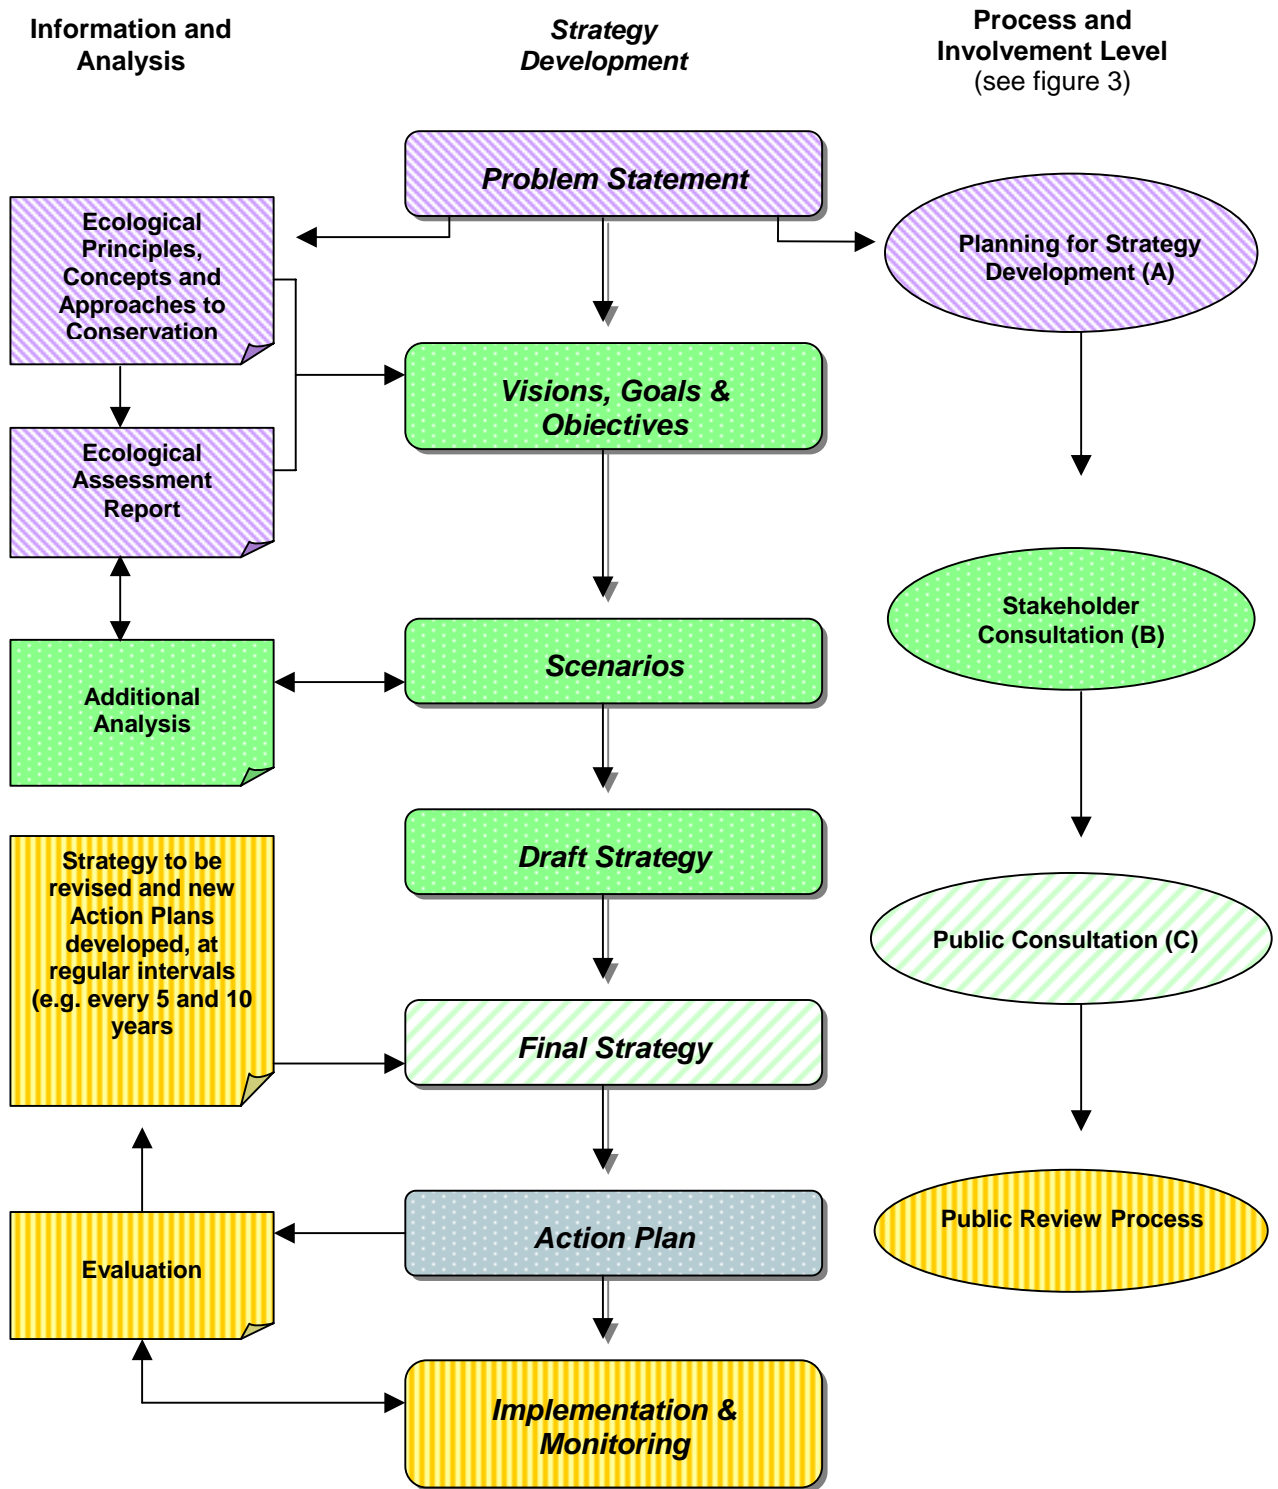 Information and
Analysis
Strategy
Development
Process and
Involvement Level
(see figure 3)
Problem Statement
Ecological
Principles,
Concepts and
Approaches to
Conservation
Planning for Strategy
Development (A)
Visions, Goals &
Objectives
Ecological
Assessment
Report
Stakeholder
Consultation (B)
Scenarios
Additional
Analysis
Draft Strategy
Strategy to be
revised and new
Action Plans
developed, at
regular intervals
(e.g. every 5 and 10
years
Public Consultation (C)
Final Strategy
Action Plan
Public Review Process
Evaluation
Implementation &
Monitoring